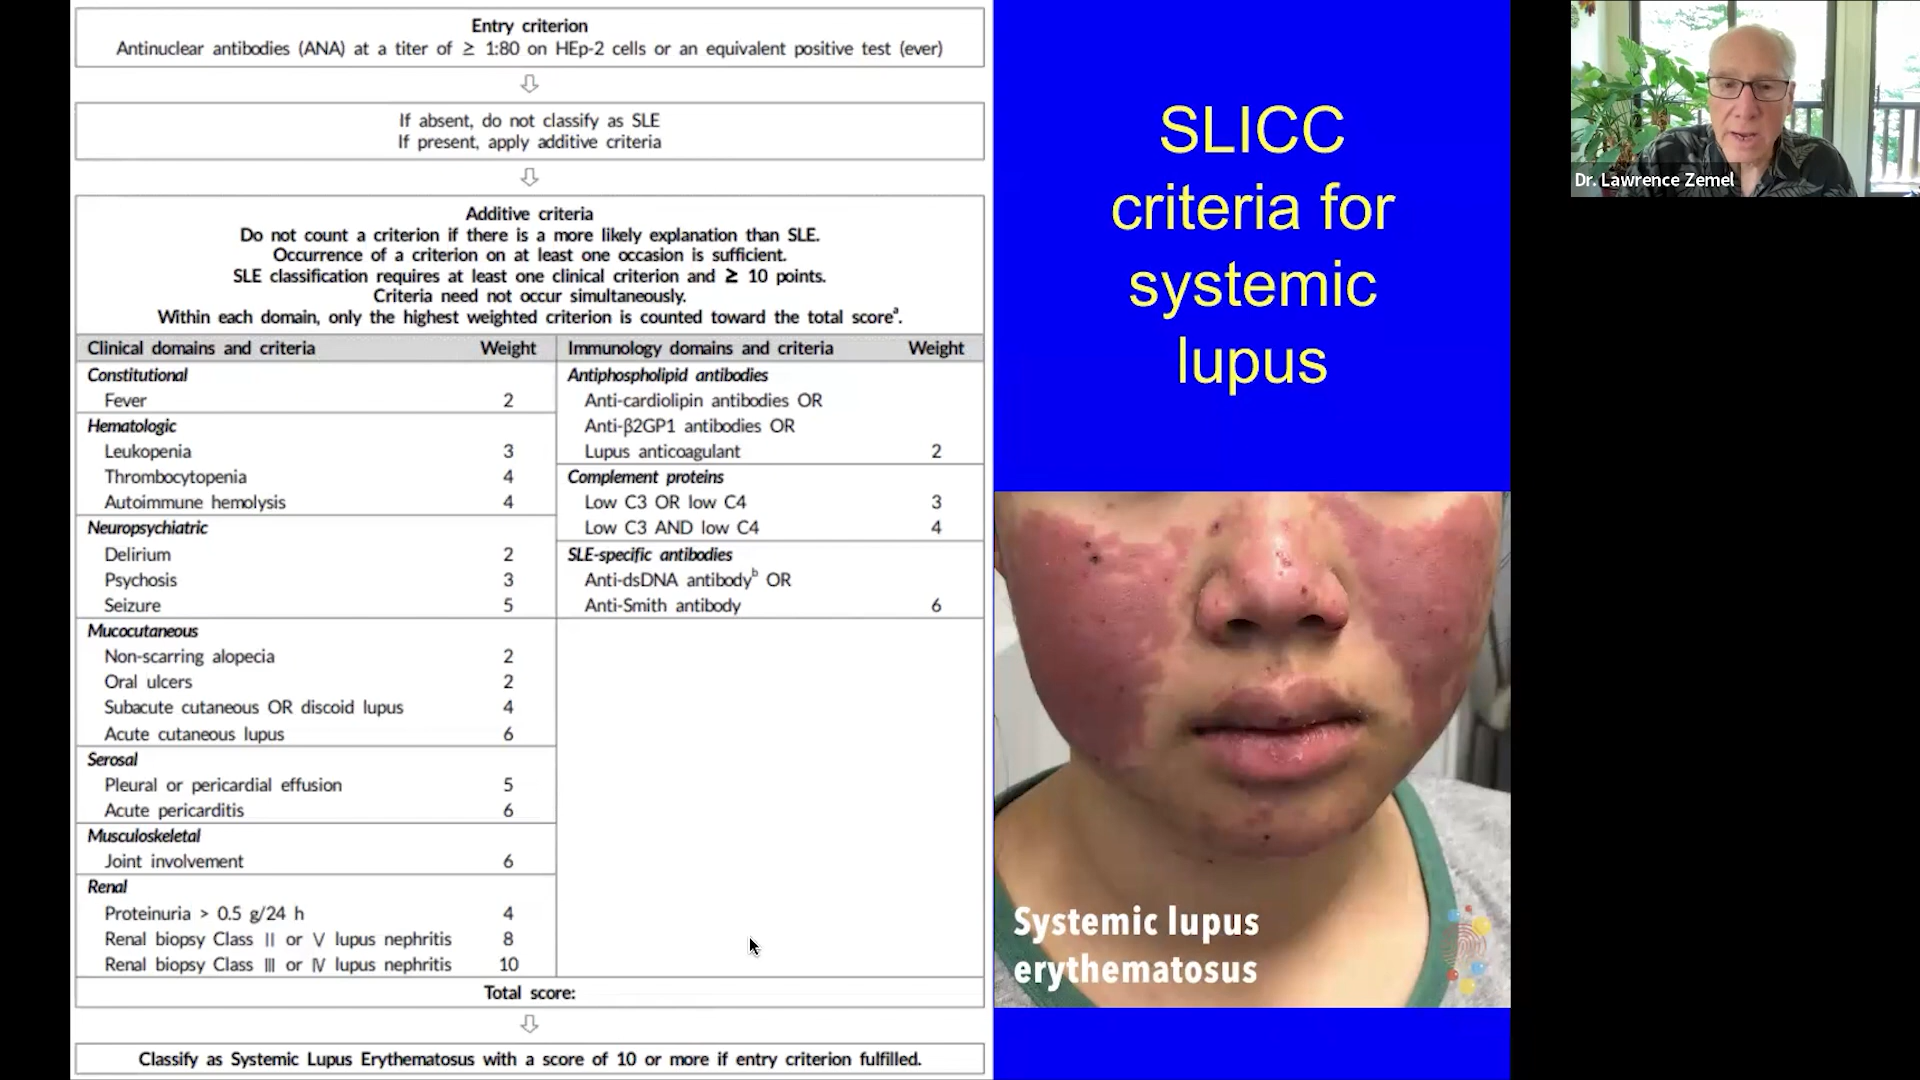 Entry criterion
Antinuclear antibodies (ANA) at a titer of ≥ 1:80 on HEp-2 cells or an equivalent positive test (ever)
If absent, do not classify as SLE
If present, apply additive criteria
Additive criteria
Do not count a criterion if there is a more likely explanation than SLE.
Occurrence of a criterion on at least one occasion is sufficient.
SLE classification requires at least one clinical criterion and ≥ 10 points.
Criteria need not occur simultaneously.
Within each domain, only the highest weighted criterion is counted toward the total scoreª.
Clinical domains and criteria Weight
Constitutional
Fever 2
Hematologic
Leukopenia 3
Thrombocytopenia 4
Autoimmune hemolysis 4
Neuropsychiatric
Delirium 2
Psychosis 3
Seizure 5
Mucocutaneous
Non-scarring alopecia 2
Oral ulcers 2
Subacute cutaneous OR discoid lupus 4
Acute cutaneous lupus 6
Serosal
Pleural or pericardial effusion 5
Acute pericarditis 6
Musculoskeletal
Joint involvement 6
Renal
Proteinuria > 0.5 g/24 h 4
Renal biopsy Class II or V lupus nephritis 8
Renal biopsy Class III or IV lupus nephritis 10
Immunology domains and criteria Weight
Antiphospholipid antibodies
Anti-cardiolipin antibodies OR
Anti-β2GP1 antibodies OR
Lupus anticoagulant 2
Complement proteins
Low C3 OR low C4 3
Low C3 AND low C4 4
SLE-specific antibodies
Anti-dsDNA antibodyᵇ OR
Anti-Smith antibody 6
Total score:
Classify as Systemic Lupus Erythematosus with a score of 10 or more if entry criterion fulfilled.
SLICC
criteria for
systemic
lupus
Systemic lupus
erythematosus
Dr. Lawrence Zemel